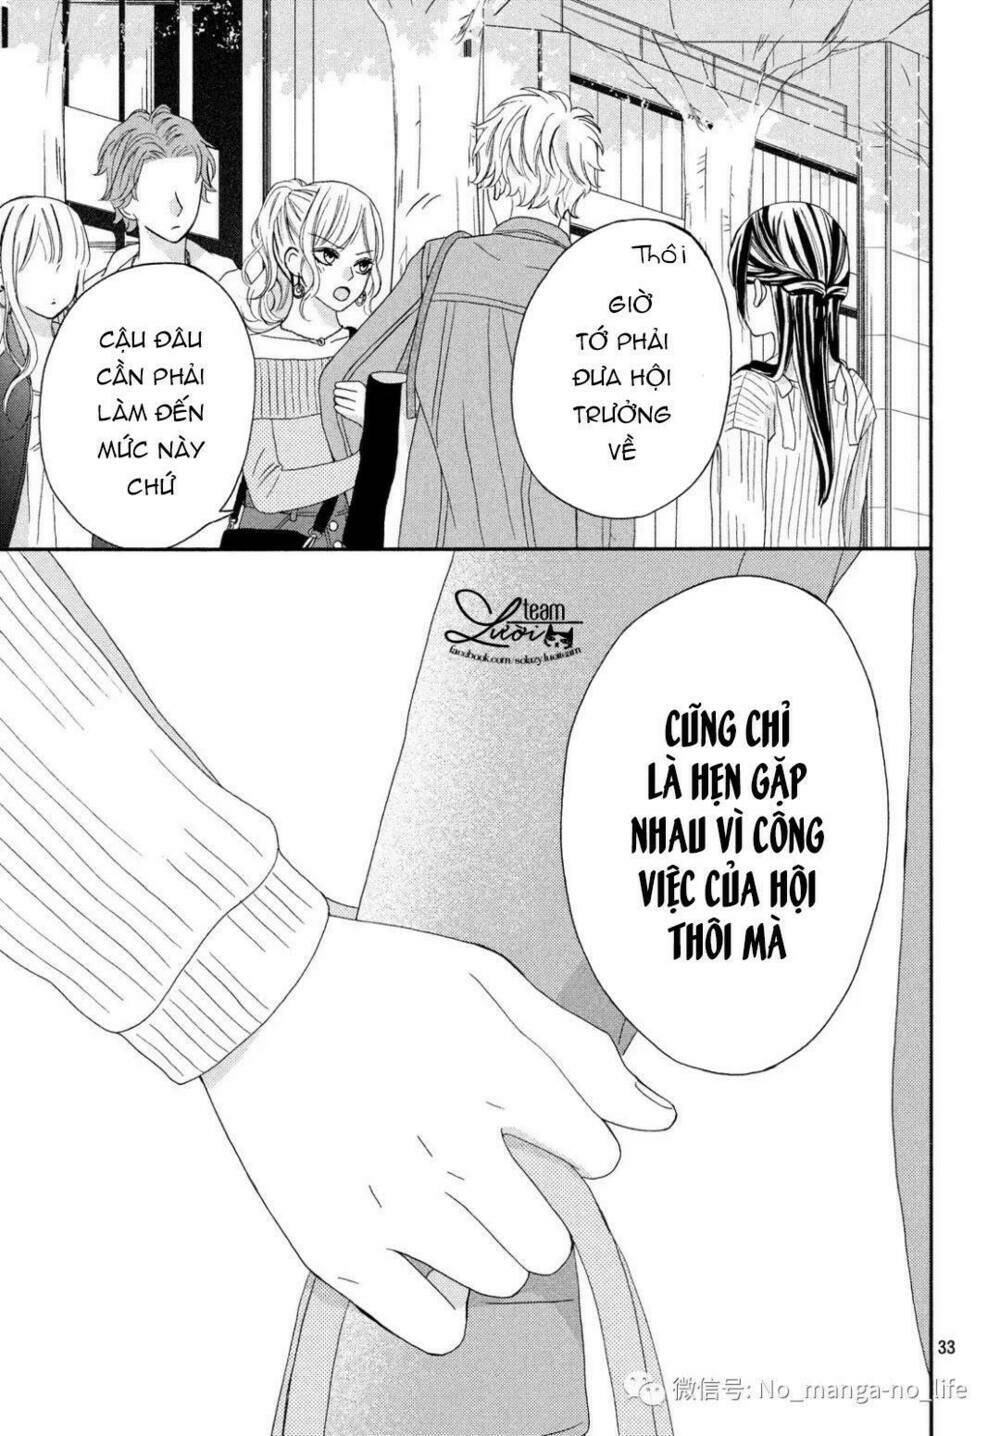 Thôi
GIỜ
TỚ PHẢI
ĐƯA HỘI
TRƯỞNG
VỀ
CẬU ĐÂU
CẦN PHẢI
LÀM ĐẾN
MỨC NÀY
CHỨ
team
Lười
facebook.com/solazy.luoiteam
CŨNG CHỈ
LÀ HẸN GẶP
NHAU VÌ CÔNG
VIỆC CỦA HỘI
THÔI MÀ
33
微信号: No_manga-no_life